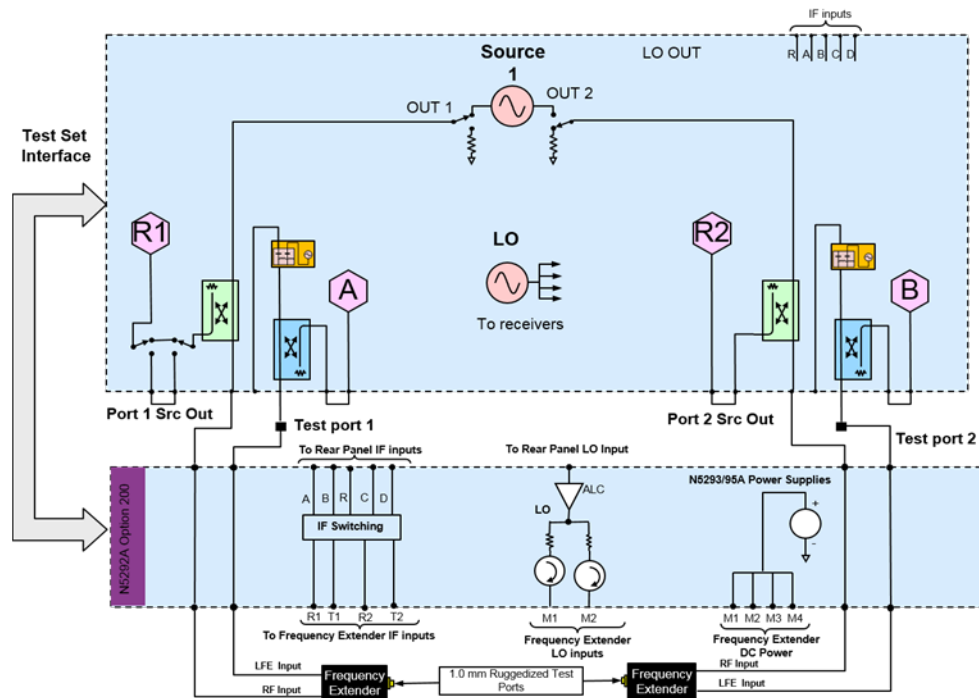 IF inputs
R A B C D
LO OUT
Source
1
OUT 1
OUT 2
Test Set
Interface
R1
A
LO
To receivers
R2
B
Port 1 Src Out
Port 2 Src Out
Test port 1
Test port 2
To Rear Panel IF inputs
To Rear Panel LO Input
N5293/95A Power Supplies
A B R C D
ALC
LO
+
-
IF Switching
N5292A Option 200
R1 T1 R2 T2
M1 M2
M1 M2 M3 M4
To Frequency Extender IF inputs
Frequency Extender
LO inputs
Frequency Extender
DC Power
LFE Input
RF Input
Frequency
Extender
1.0 mm Ruggedized Test
Ports
Frequency
Extender
RF Input
LFE Input